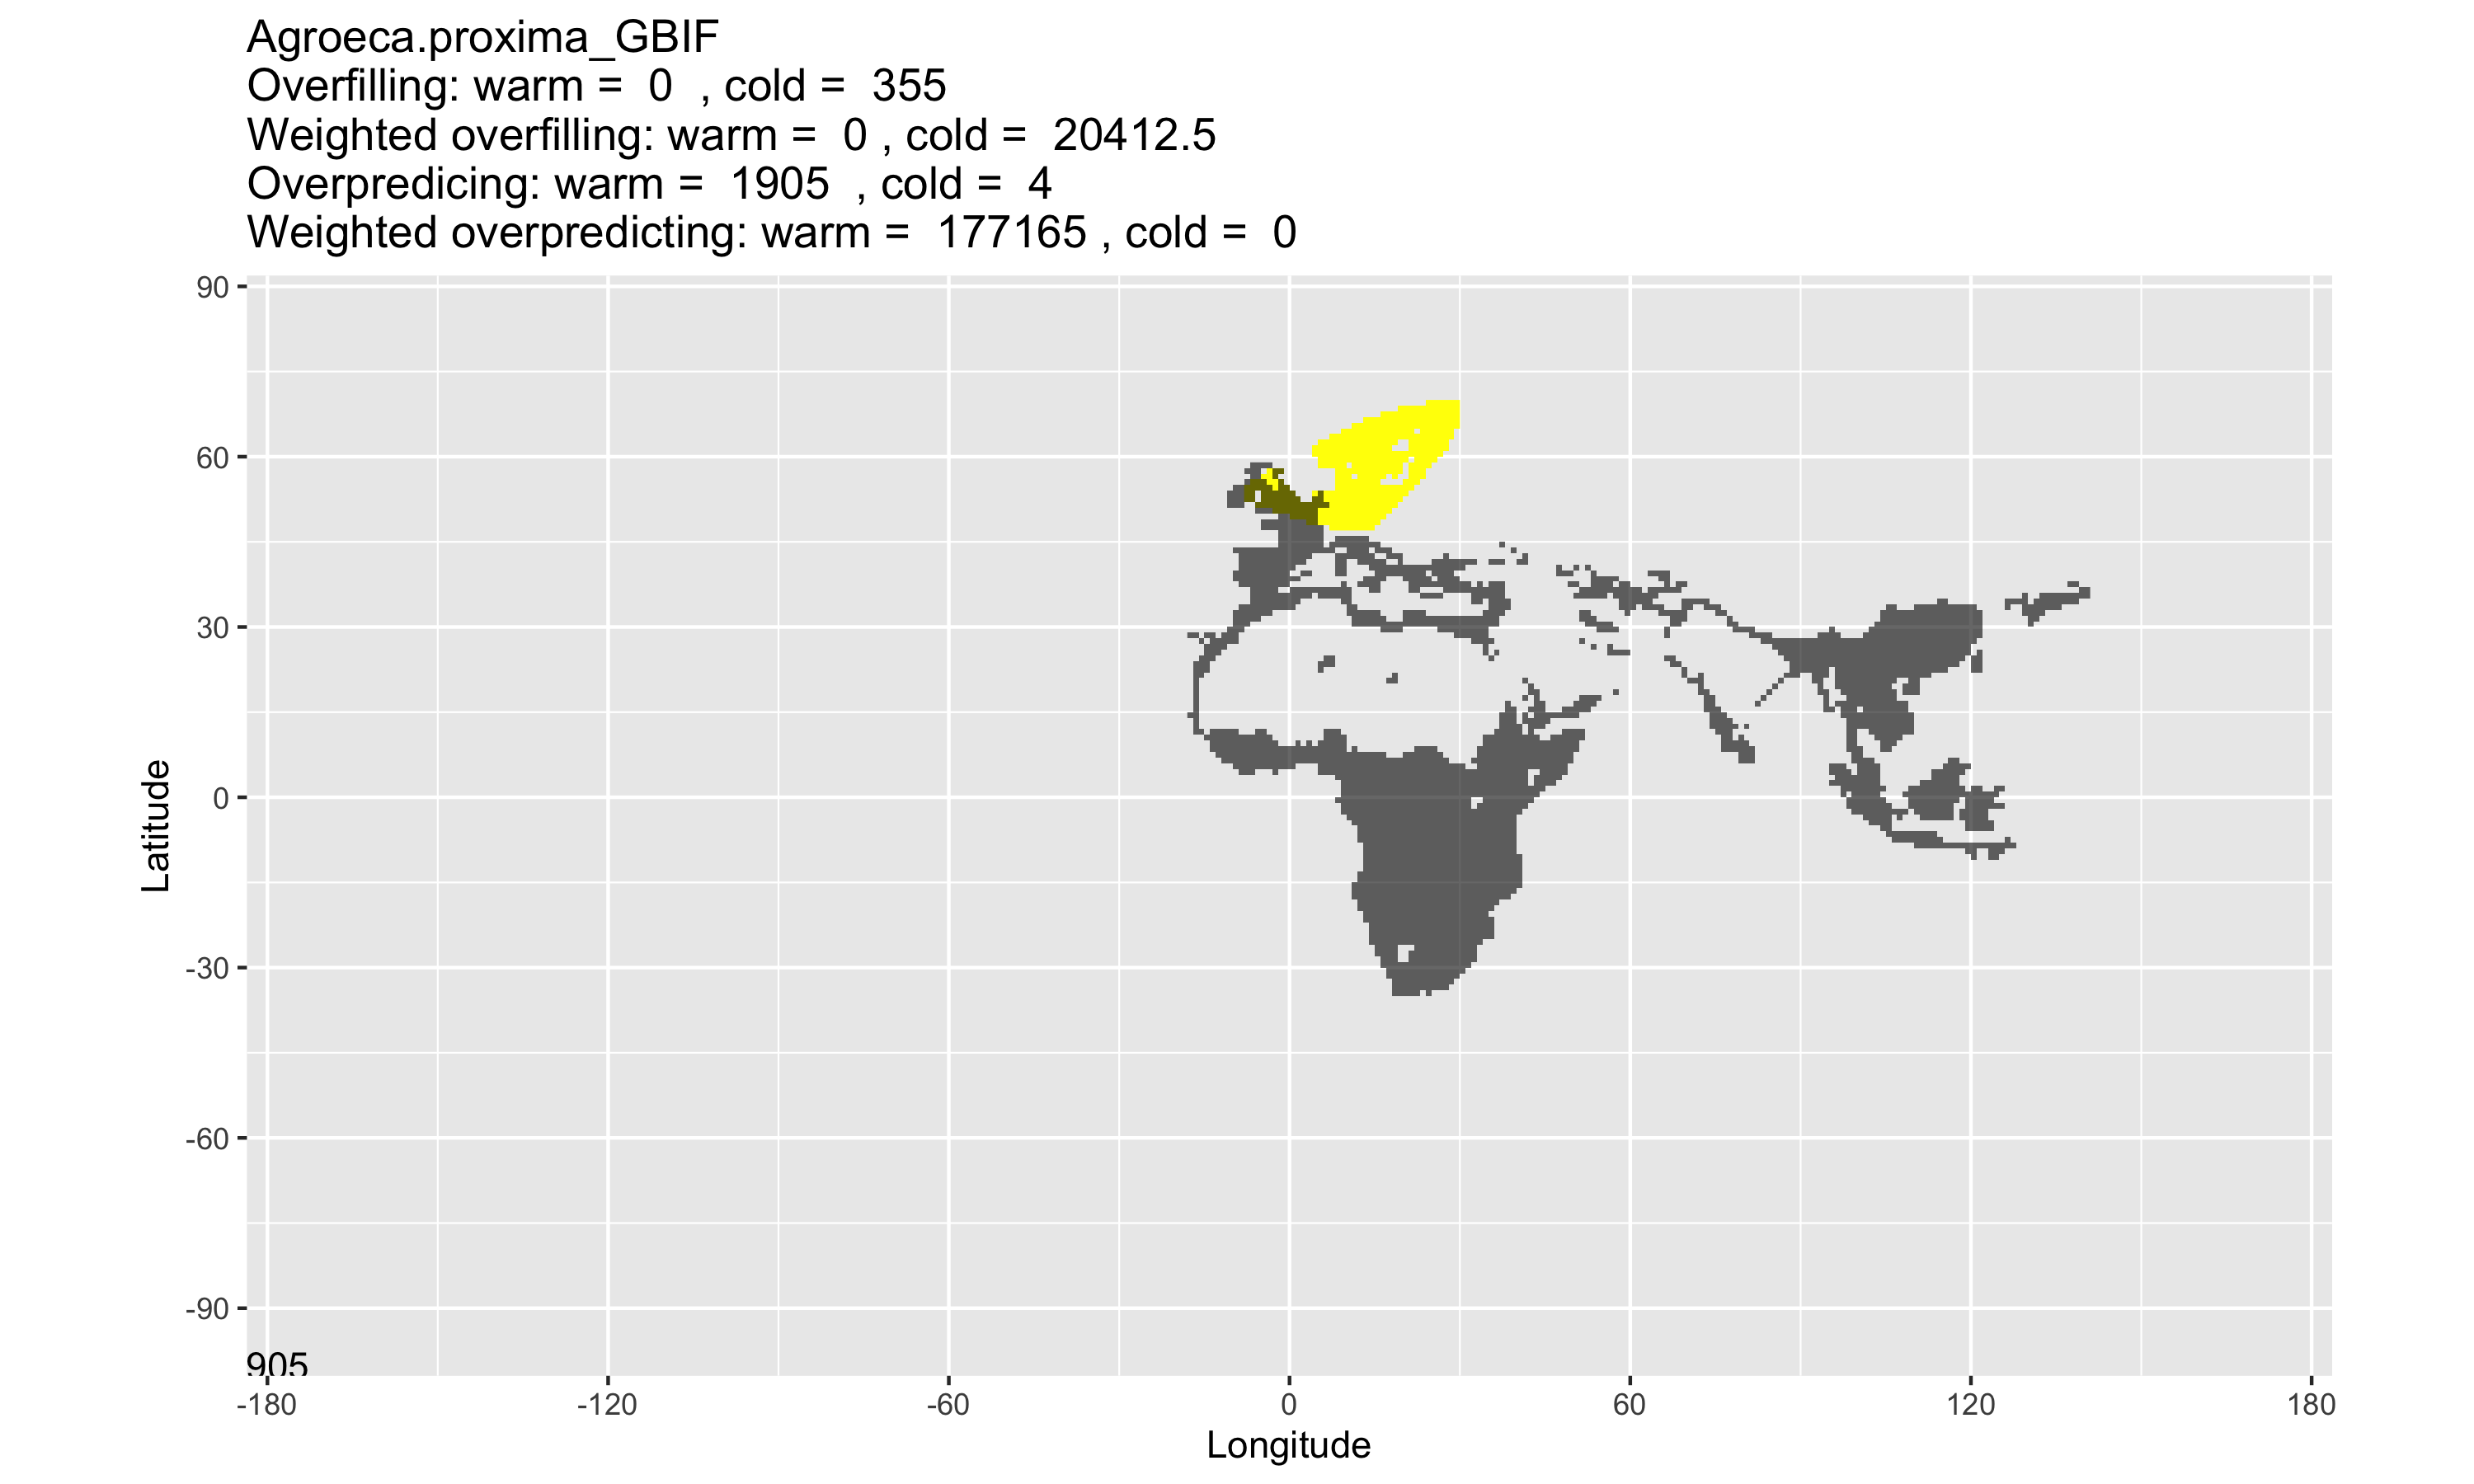 Agroeca.proxima_GBIF
Overfilling: warm =  0  , cold =  355
Weighted overfilling: warm =  0 , cold =  20412.5
Overpredicing: warm =  1905  , cold =  4
Weighted overpredicting: warm =  177165 , cold =  0
90
60
30
0
-30
-60
-90
Latitude
905
-180
-120
-60
0
60
120
180
Longitude